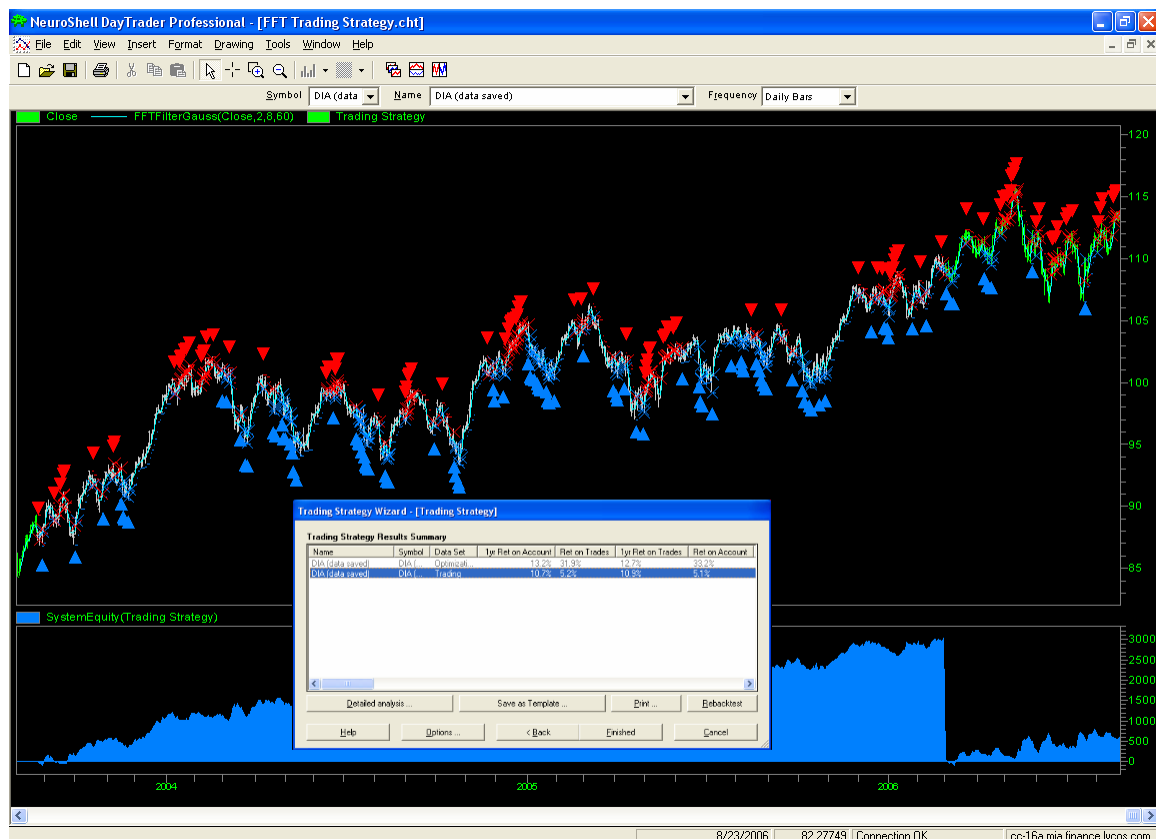 NeuroShell DayTrader Professional - [FFT Trading Strategy.cht]
File Edit View Insert Format Drawing Tools Window Help
Symbol DIA (data Name DIA (data saved) Frequency Daily Bars
Close FFTFilterGauss(Close,2,8,60) Trading Strategy
120
115
110
105
100
95
90
85
Trading Strategy Wizard - [Trading Strategy]
Trading Strategy Results Summary
Name Symbol Data Set 1yr Ret on Account Ret on Trades 1yr Ret on Trades Ret on Account
DIA (data saved) DIA (... Optimizati... 13.2% 31.9% 12.7% 33.2%
DIA (data saved) DIA (... Trading 10.7% 5.2% 10.9% 5.1%
Detailed analysis ... Save as Template ... Print ... Rebacktest
Help Options ... < Back Finished Cancel
SystemEquity(Trading Strategy)
3000
2500
2000
1500
1000
500
0
2004 2005 2006
8/23/2006 82.27749 Connection OK cc-16a.mia.finance.lycos.com